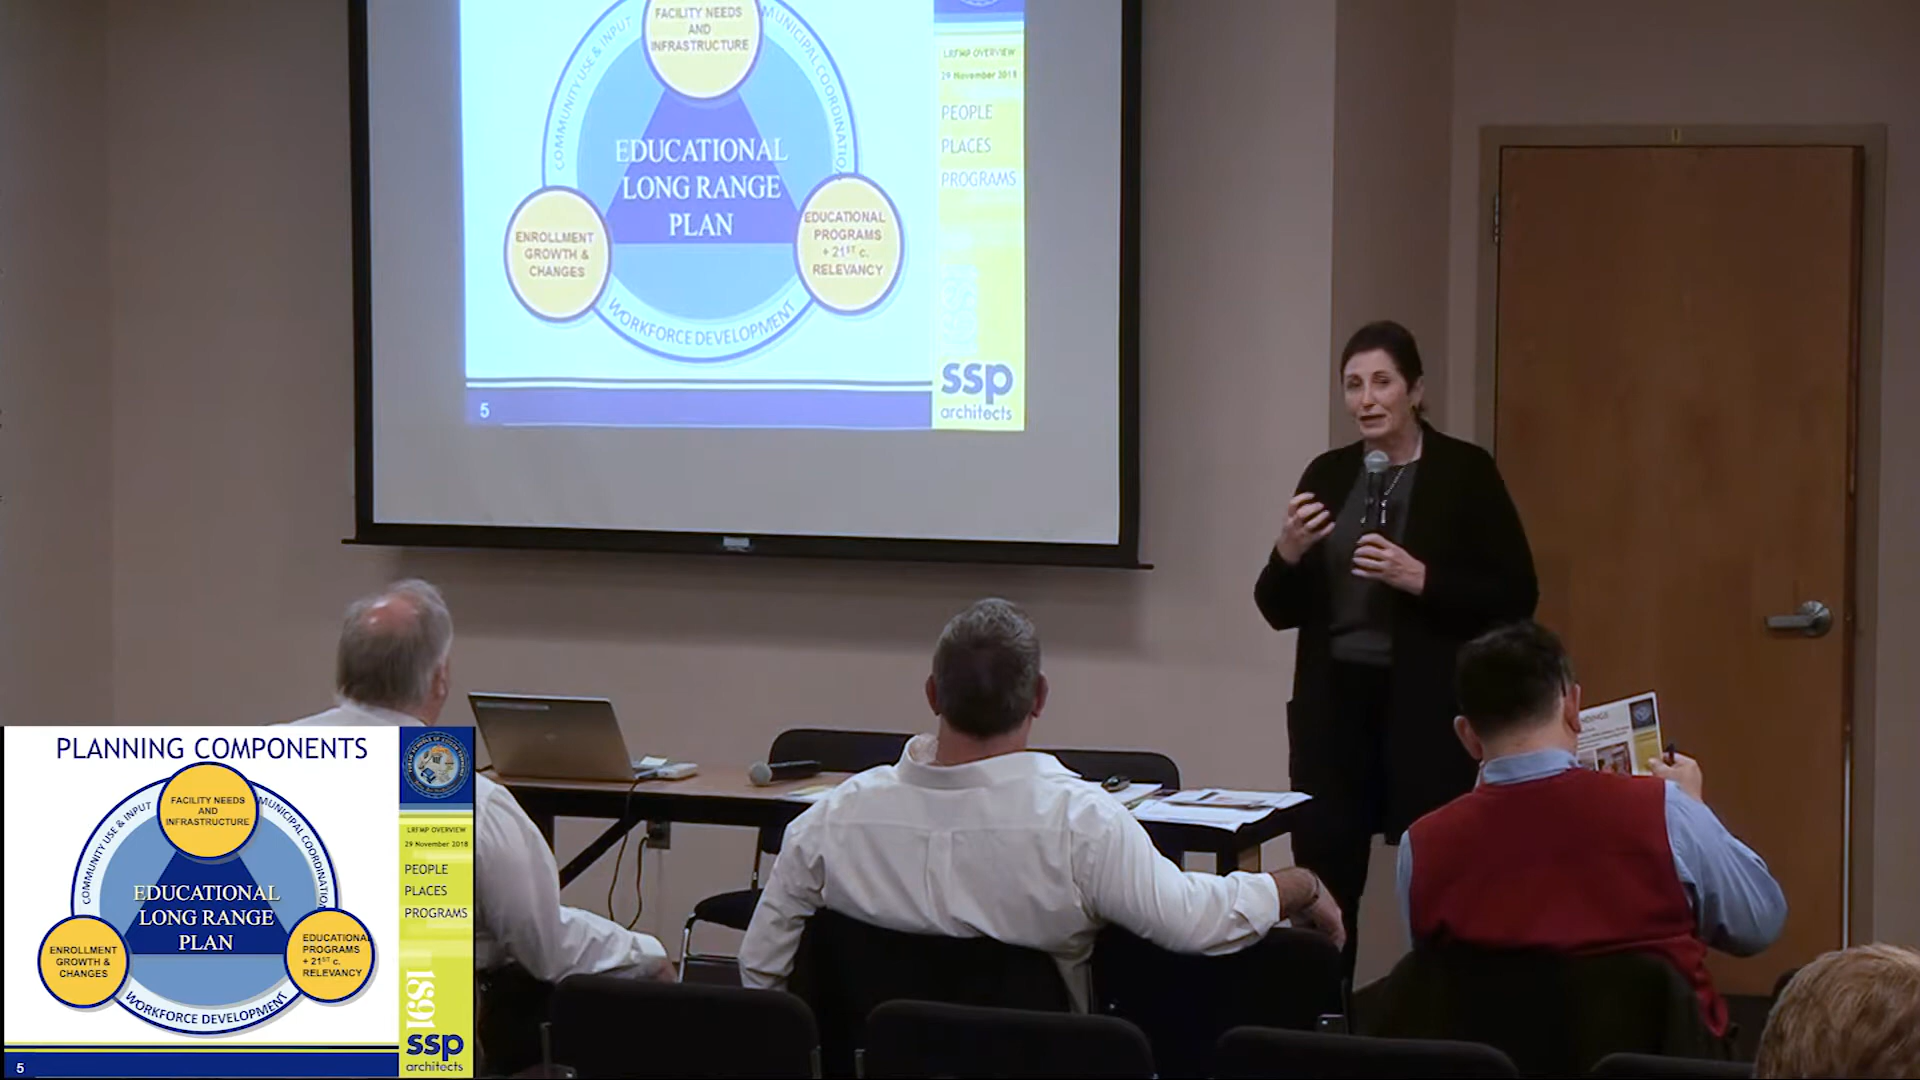 FACILITY NEEDS
AND
INFRASTRUCTURE
COMMUNITY USE & INPUT
MUNICIPAL COORDINATION
EDUCATIONAL
LONG RANGE
PLAN
ENROLLMENT
GROWTH &
CHANGES
EDUCATIONAL
PROGRAMS
+ 21ST c.
RELEVANCY
WORKFORCE DEVELOPMENT
5
LRFMP OVERVIEW
29 November 2018
PEOPLE
PLACES
PROGRAMS
ssp
architects
PLANNING COMPONENTS
FACILITY NEEDS
AND
INFRASTRUCTURE
COMMUNITY USE & INPUT
MUNICIPAL COORDINATION
EDUCATIONAL
LONG RANGE
PLAN
ENROLLMENT
GROWTH &
CHANGES
EDUCATIONAL
PROGRAMS
+ 21ST c.
RELEVANCY
WORKFORCE DEVELOPMENT
5
LRFMP OVERVIEW
29 November 2018
PEOPLE
PLACES
PROGRAMS
1891
ssp
architects